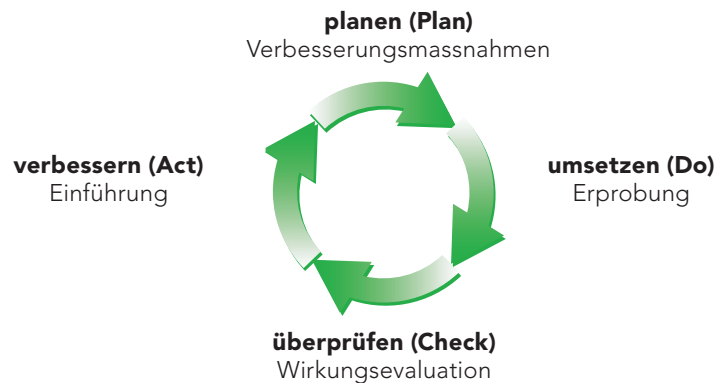 planen (Plan)
Verbesserungsmassnahmen
verbessern (Act)
Einführung
umsetzen (Do)
Erprobung
überprüfen (Check)
Wirkungsevaluation